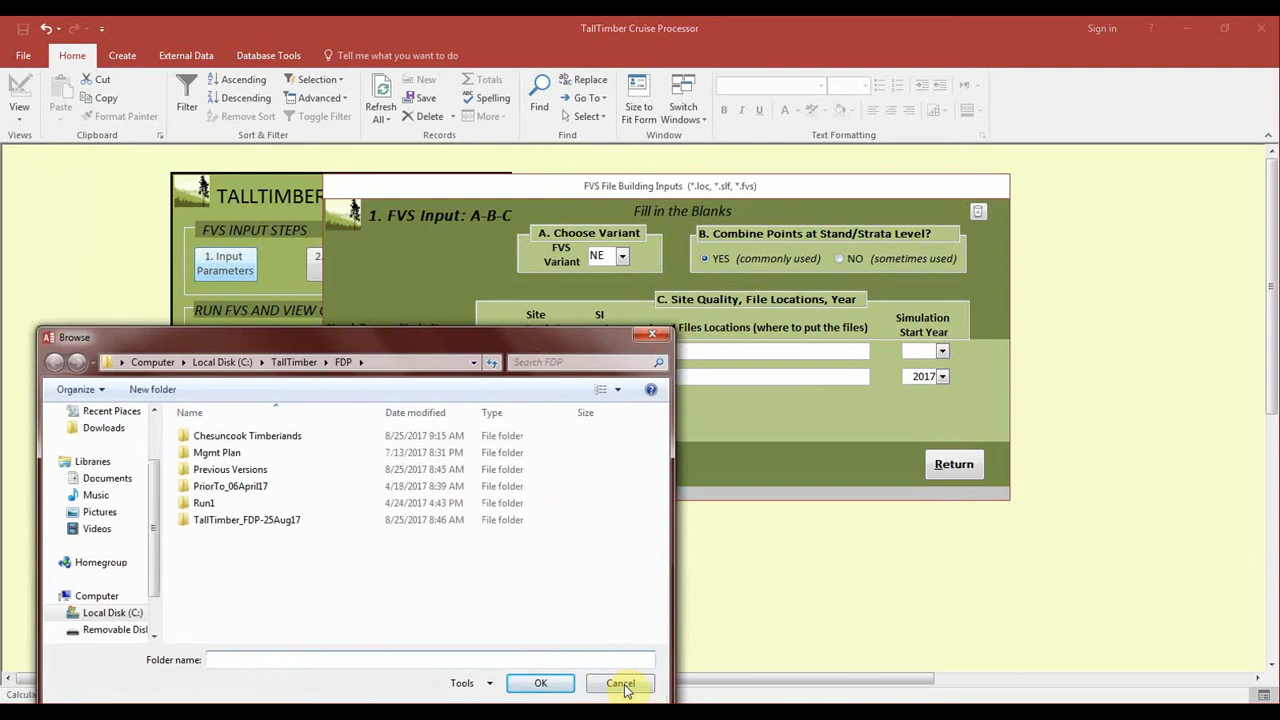 TallTimber Cruise Processor
Sign in
?
File
Home
Create
External Data
Database Tools
Tell me what you want to do
View
Views
Paste
Cut
Copy
Format Painter
Clipboard
Filter
Ascending
Descending
Remove Sort
Selection
Advanced
Toggle Filter
Sort & Filter
Refresh
All
New
Save
Delete
Totals
Spelling
More
Records
Find
Replace
Go To
Select
Find
Size to
Fit Form
Switch
Windows
Window
B I U
Text Formatting
TALLTIMBER
FVS INPUT STEPS
1. Input
Parameters
2.
RUN FVS AND VIEW
FVS File Building Inputs (*.loc, *.slf, *.fvs)
1. FVS Input: A-B-C
Fill in the Blanks
A. Choose Variant
FVS
Variant
NE
B. Combine Points at Stand/Strata Level?
YES (commonly used)
NO (sometimes used)
C. Site Quality, File Locations, Year
Site
SI
Files Locations (where to put the files)
Simulation
Start Year
2017
Return
Browse
Computer
Local Disk (C:)
TallTimber
FDP
Search FDP
Organize
New folder
Name
Date modified
Type
Size
Recent Places
Dowloads
Libraries
Documents
Music
Pictures
Videos
Homegroup
Computer
Local Disk (C:)
Removable Disl
Chesuncook Timberlands 8/25/2017 9:15 AM File folder
Mgmt Plan 7/13/2017 8:31 PM File folder
Previous Versions 8/25/2017 8:45 AM File folder
PriorTo_06April17 4/18/2017 8:39 AM File folder
Run1 4/24/2017 4:43 PM File folder
TallTimber_FDP-25Aug17 8/25/2017 8:46 AM File folder
Folder name:
Tools
OK
Cancel
Calcula